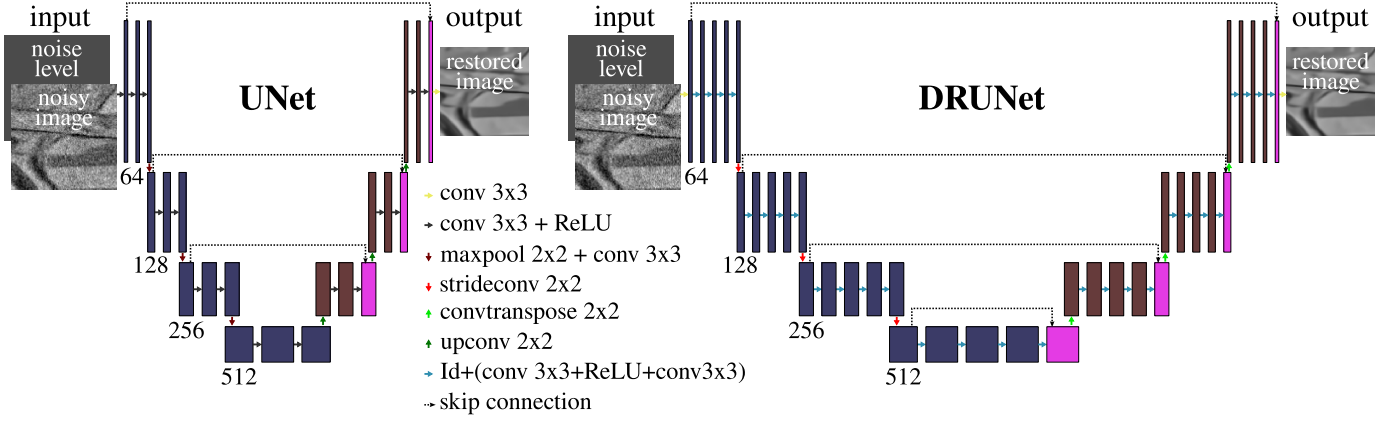 input
noise
level
noisy
image
UNet
output
restored
image
64
128
256
512
conv 3x3
conv 3x3 + ReLU
maxpool 2x2 + conv 3x3
strideconv 2x2
convtranspose 2x2
upconv 2x2
Id+(conv 3x3+ReLU+conv3x3)
skip connection
input
noise
level
noisy
image
DRUNet
output
restored
image
64
128
256
512